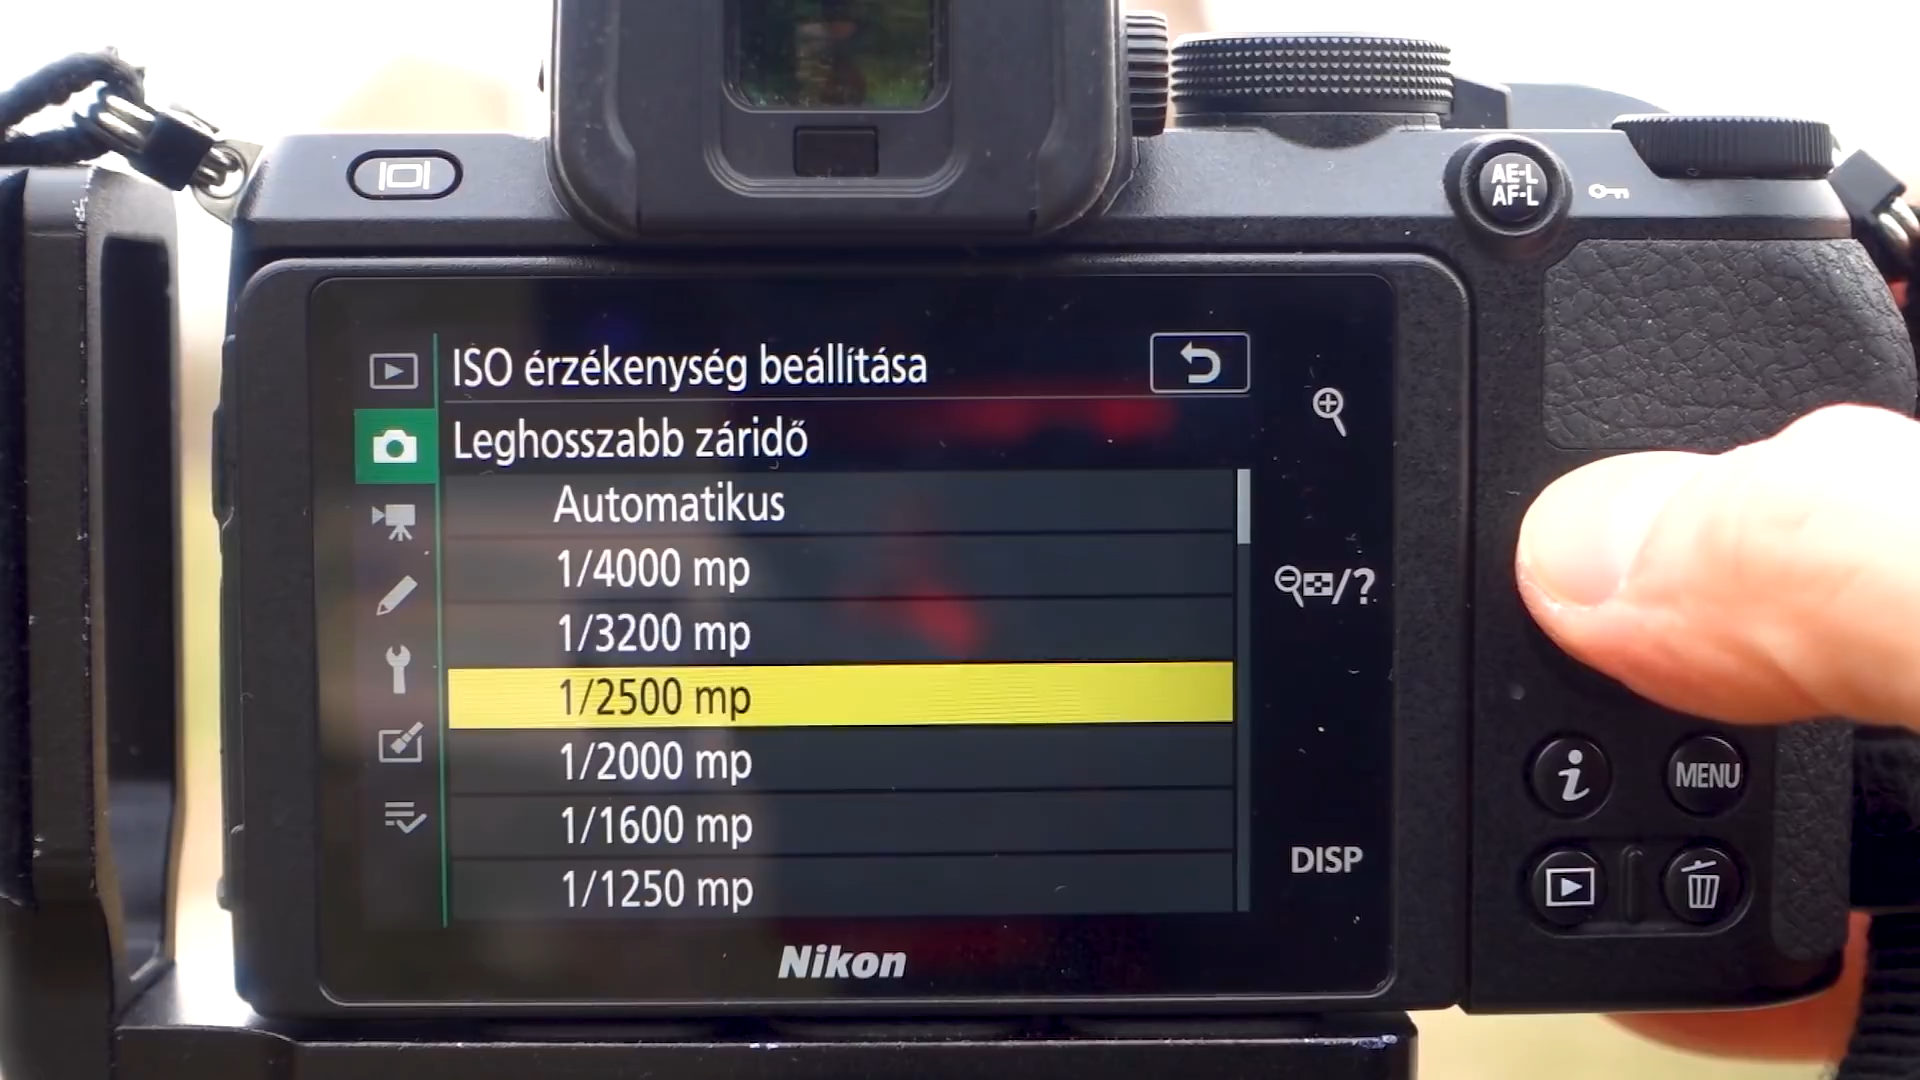 AE-L
AF-L
ISO érzékenység beállítása
Leghosszabb záridő
Automatikus
1/4000 mp
1/3200 mp
1/2500 mp
1/2000 mp
1/1600 mp
1/1250 mp
/?
i
MENU
DISP
Nikon